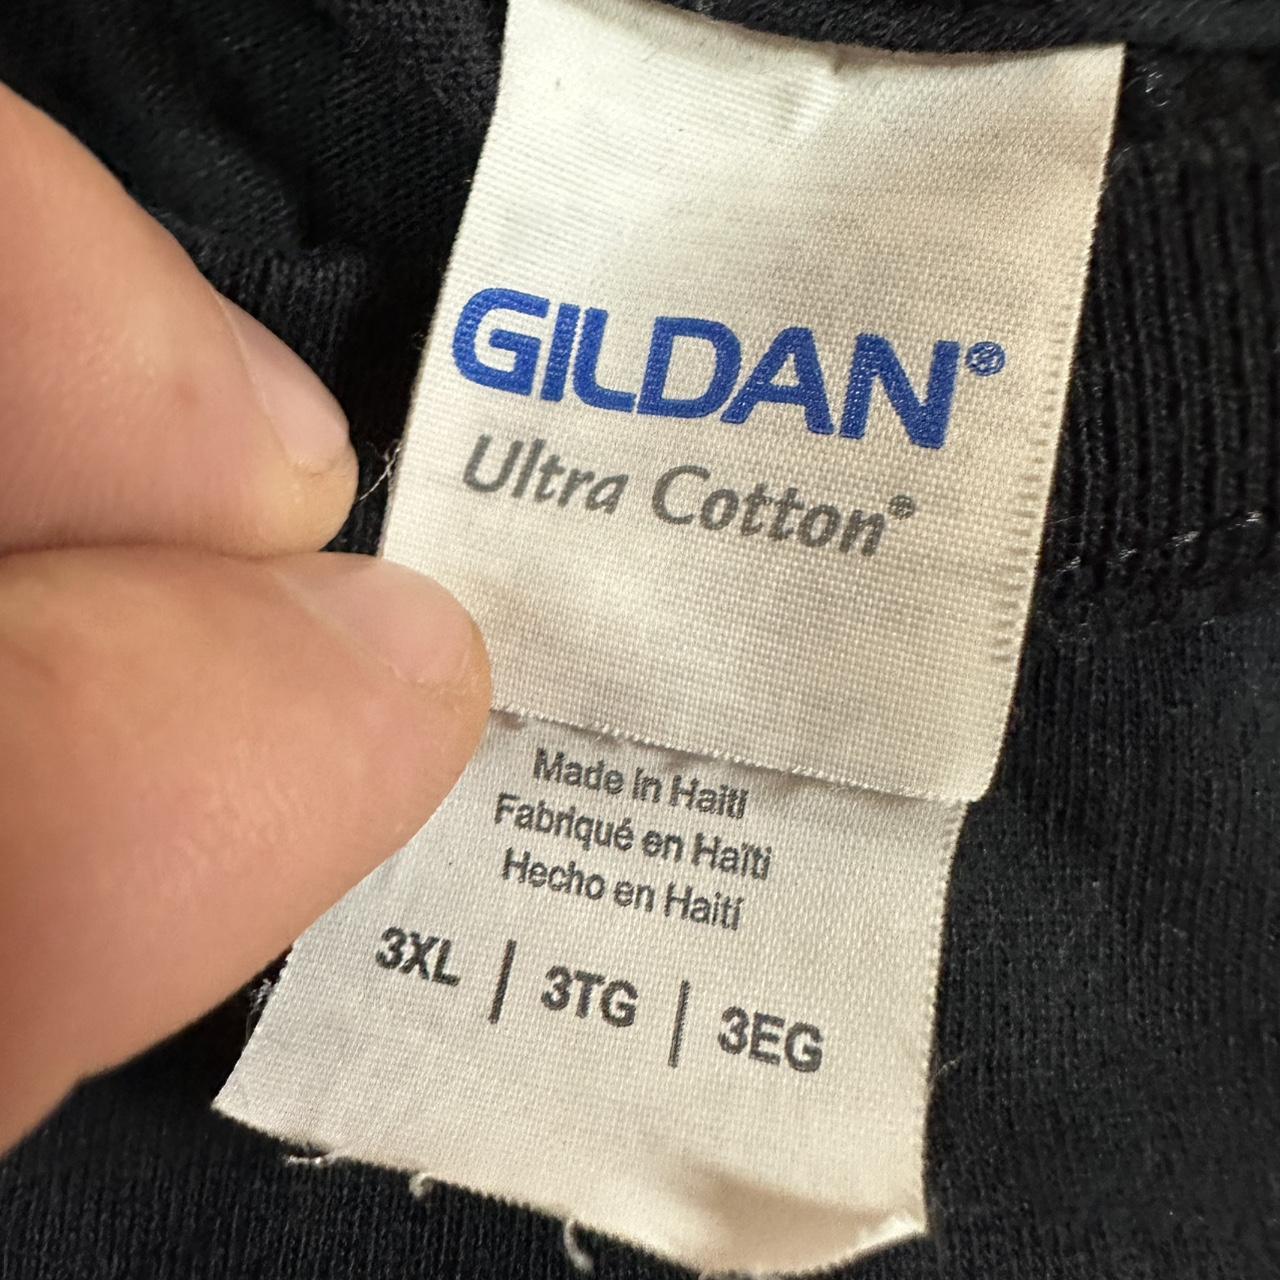 GILDAN®
Ultra Cotton®
Made in Haiti
Fabriqué en Haïti
Hecho en Haití
3XL | 3TG | 3EG